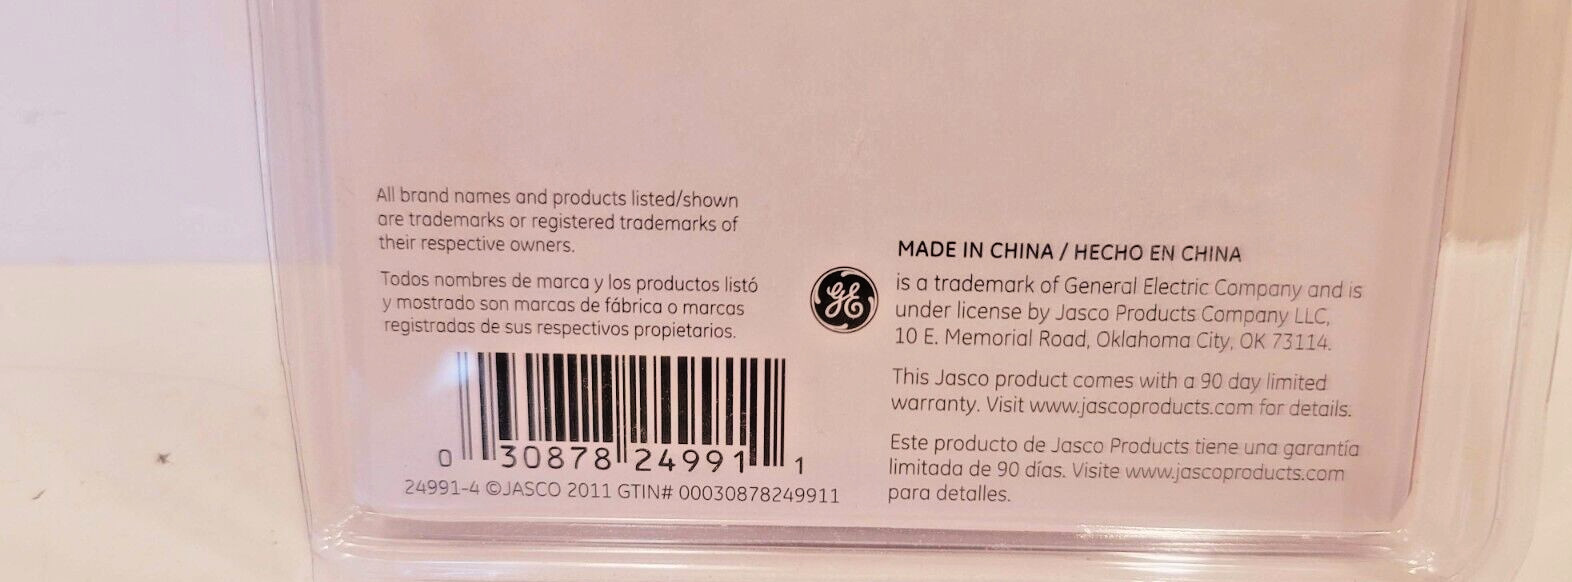 All brand names and products listed/shown
are trademarks or registered trademarks of
their respective owners.
Todos nombres de marca y los productos listó
y mostrado son marcas de fábrica o marcas
registradas de sus respectivos propietarios.
0 30878 24991 1
24991-4 ©JASCO 2011 GTIN# 00030878249911
MADE IN CHINA / HECHO EN CHINA
GE
is a trademark of General Electric Company and is
under license by Jasco Products Company LLC,
10 E. Memorial Road, Oklahoma City, OK 73114.
This Jasco product comes with a 90 day limited
warranty. Visit www.jascoproducts.com for details.
Este producto de Jasco Products tiene una garantía
limitada de 90 días. Visite www.jascoproducts.com
para detalles.